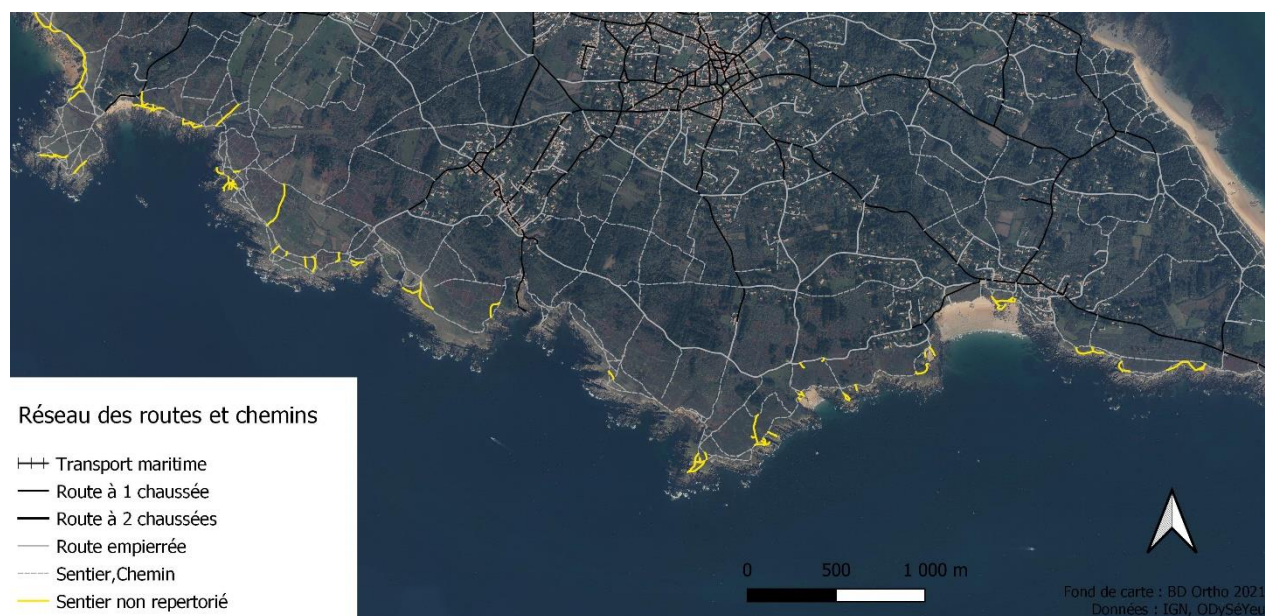 Réseau des routes et chemins
Transport maritime
Route à 1 chaussée
Route à 2 chaussées
Route empierrée
Sentier,Chemin
Sentier non repertorié
0 500 1 000 m
Fond de carte : BD Ortho 2021
Données : IGN, ODySéYeu